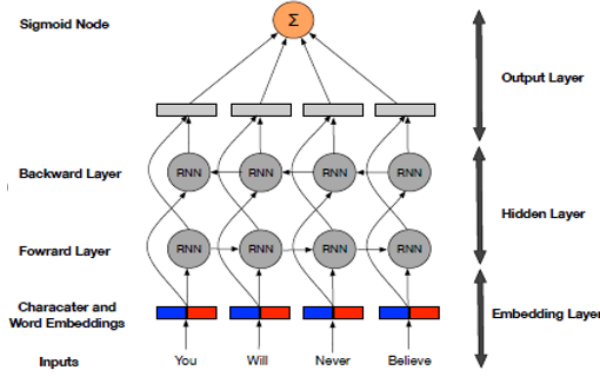 Sigmoid Node
Σ
Output Layer
Backward Layer
RNN RNN RNN RNN
Hidden Layer
Fowrard Layer
RNN RNN RNN RNN
Characater and
Word Embeddings
Embedding Layer
Inputs
You Will Never Believe